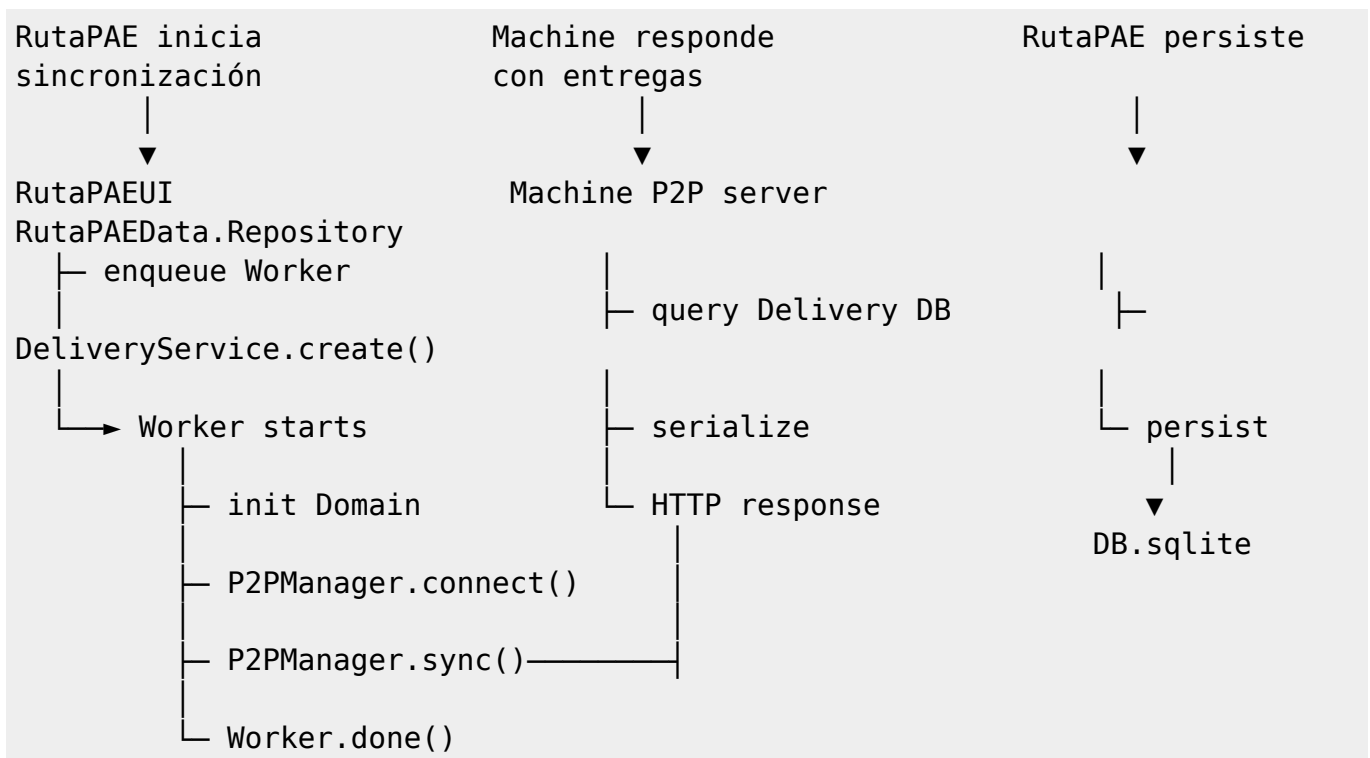 RutaPAE inicia                Machine responde                RutaPAE persiste
sincronización                con entregas
        │                             │                             │
        ▼                             ▼                             ▼
RutaPAEUI                      Machine P2P server
RutaPAEData.Repository
  ├─ enqueue Worker                 │                             │
  │                                 ├─ query Delivery DB          ├─
DeliveryService.create()
  │                                 │                             │
  └──► Worker starts                ├─ serialize                  └─ persist
          │                         │                                 │
          ├─ init Domain            └─ HTTP response                  ▼
          │                              │                         DB.sqlite
          ├─ P2PManager.connect()        │
          │                              │
          ├─ P2PManager.sync()───────────┤
          │
          └─ Worker.done()